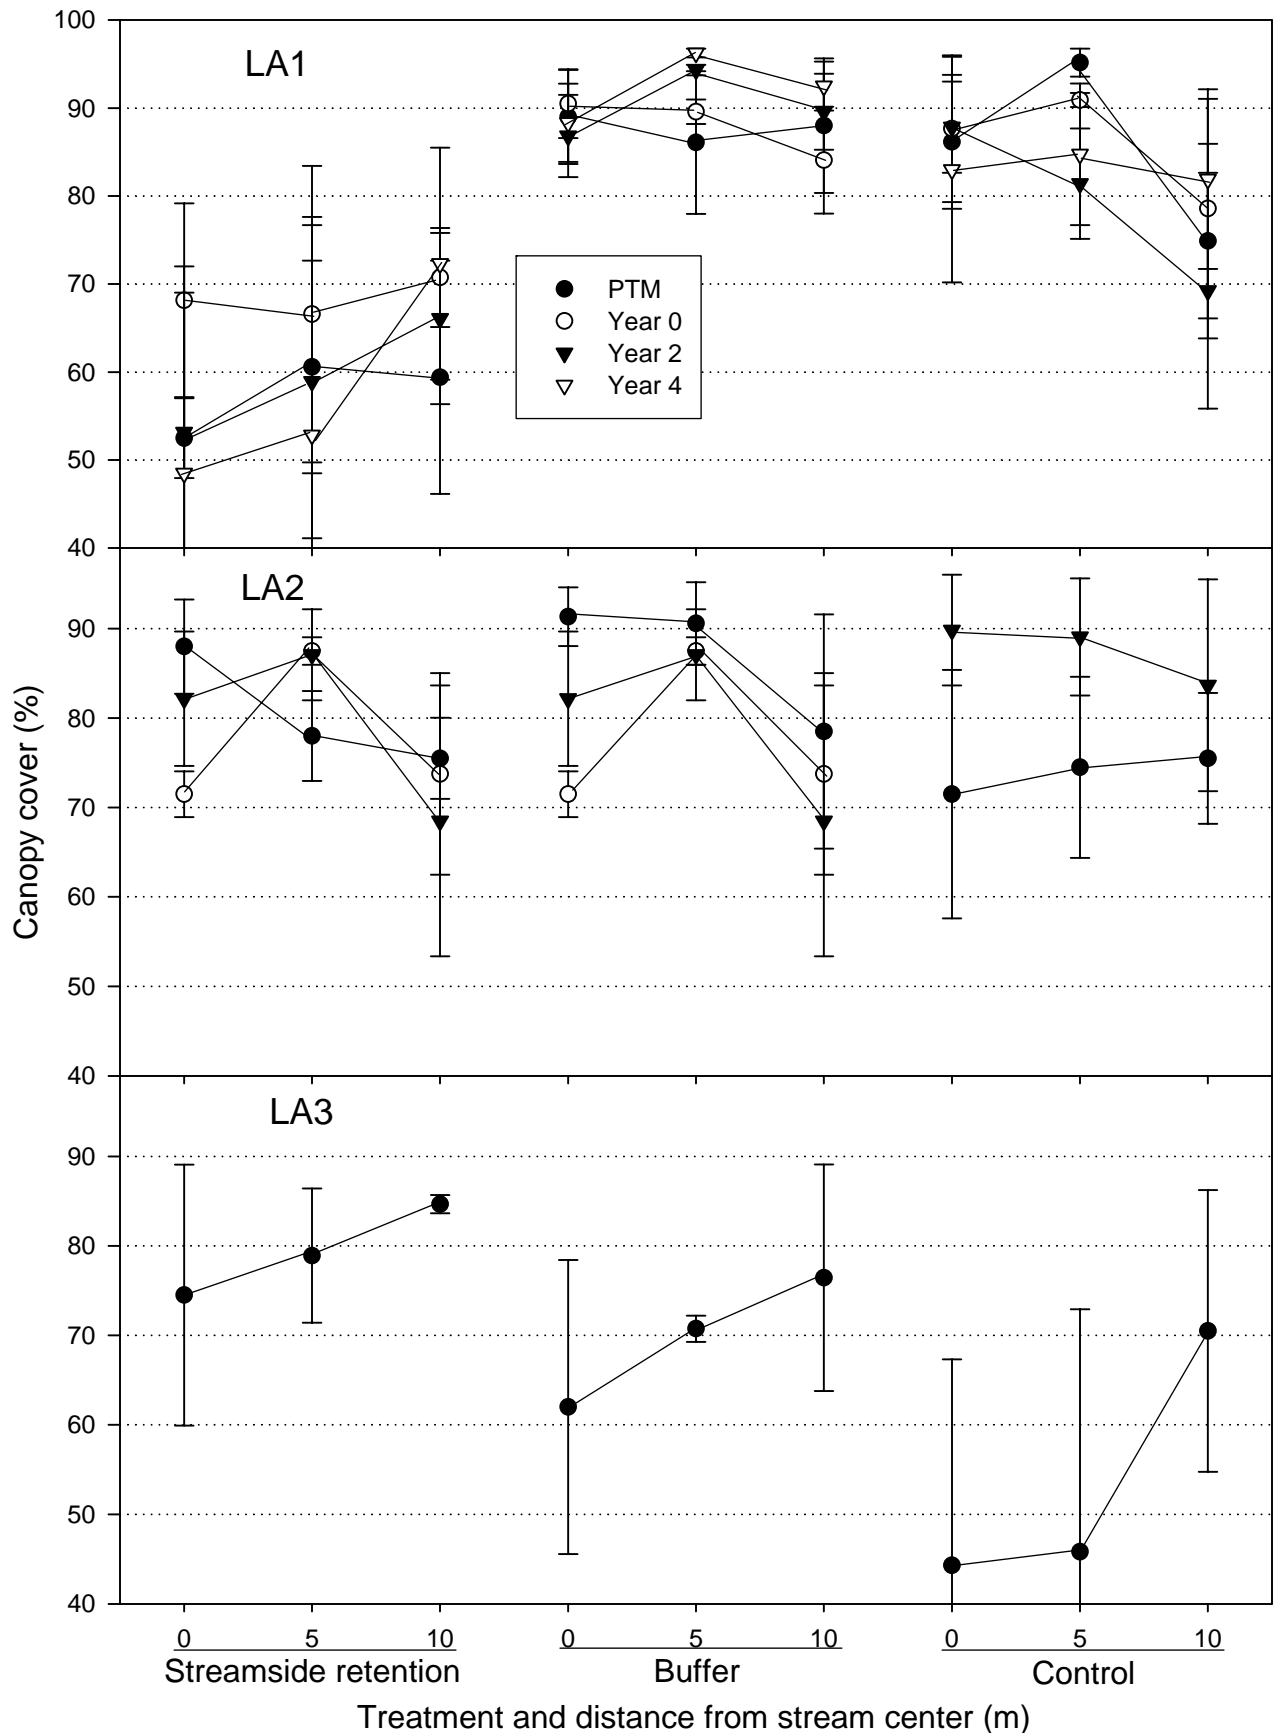 100
LA1
90
80
70
60
50
40
PTM
Year 0
Year 2
Year 4
LA2
90
80
70
60
50
40
LA3
90
80
70
60
50
40
Canopy cover (%)
0 5 10 0 5 10 0 5 10
Streamside retention Buffer Control
Treatment and distance from stream center (m)